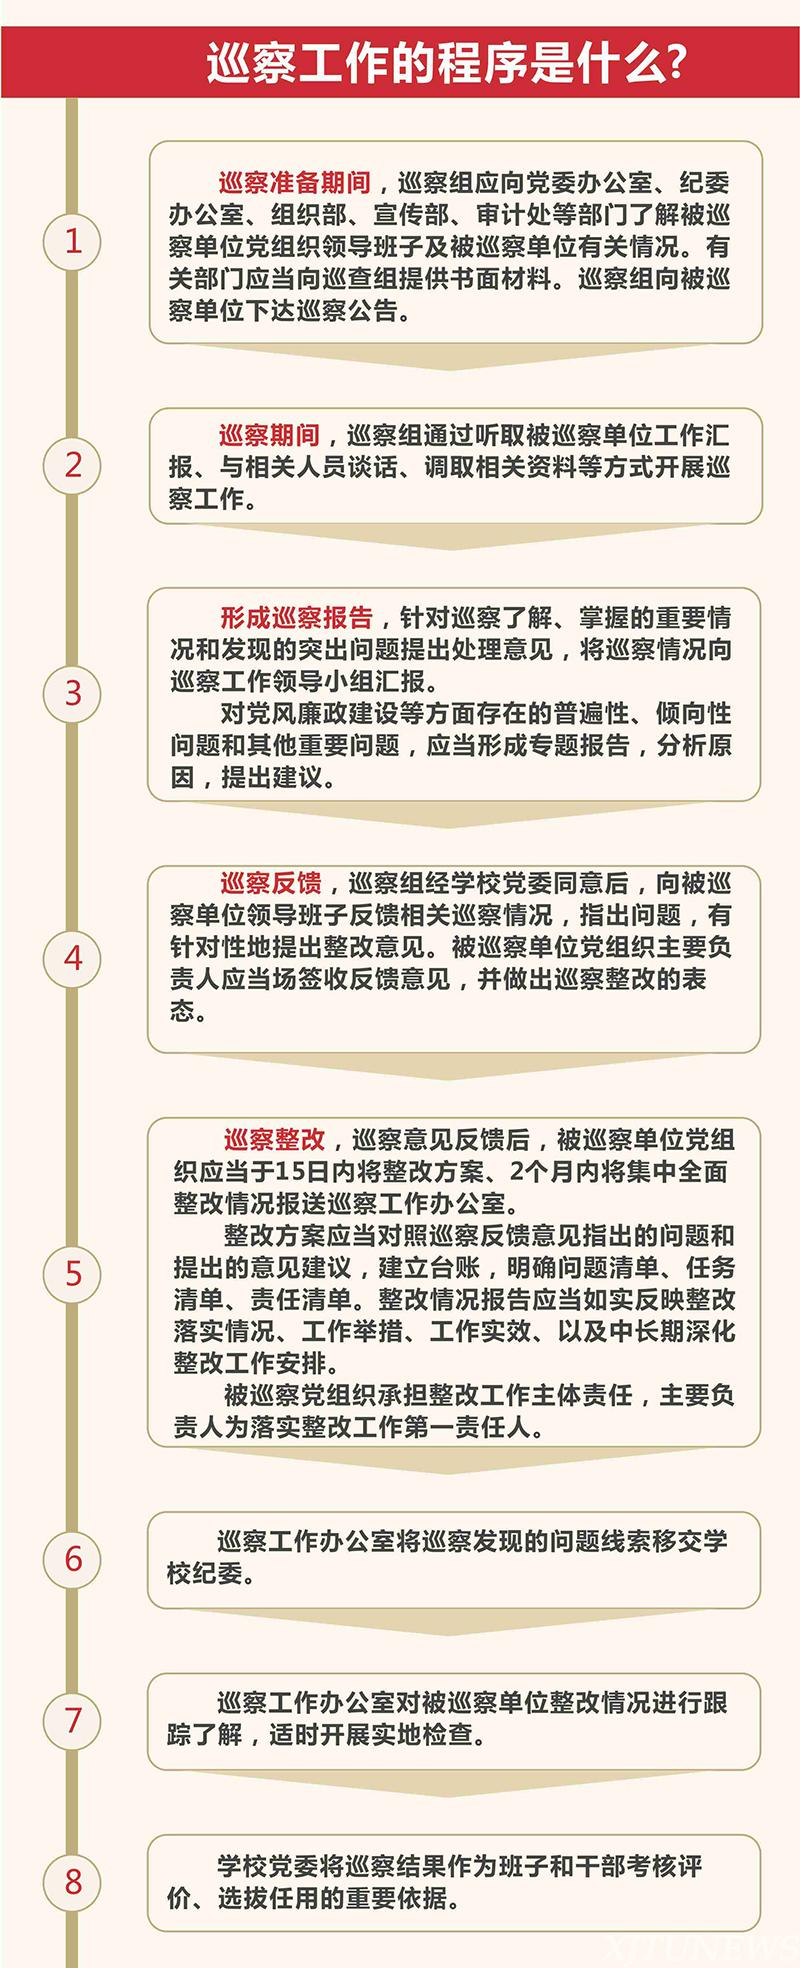 巡察工作的程序是什么?
1
巡察准备期间，巡察组应向党委办公室、纪委
办公室、组织部、宣传部、审计处等部门了解被巡
察单位党组织领导班子及被巡察单位有关情况。有
关部门应当向巡查组提供书面材料。巡察组向被巡
察单位下达巡察公告。
2
巡察期间，巡察组通过听取被巡察单位工作汇
报、与相关人员谈话、调取相关资料等方式开展巡
察工作。
3
形成巡察报告，针对巡察了解、掌握的重要情
况和发现的突出问题提出处理意见，将巡察情况向
巡察工作领导小组汇报。
对党风廉政建设等方面存在的普遍性、倾向性
问题和其他重要问题，应当形成专题报告，分析原
因，提出建议。
4
巡察反馈，巡察组经学校党委同意后，向被巡
察单位领导班子反馈相关巡察情况，指出问题，有
针对性地提出整改意见。被巡察单位党组织主要负
责人应当场签收反馈意见，并做出巡察整改的表
态。
5
巡察整改，巡察意见反馈后，被巡察单位党组
织应当于15日内将整改方案、2个月内将集中全面
整改情况报送巡察工作办公室。
整改方案应当对照巡察反馈意见指出的问题和
提出的意见建议，建立台账，明确问题清单、任务
清单、责任清单。整改情况报告应当如实反映整改
落实情况、工作举措、工作实效、以及中长期深化
整改工作安排。
被巡察党组织承担整改工作主体责任，主要负
责人为落实整改工作第一责任人。
6
巡察工作办公室将巡察发现的问题线索移交学
校纪委。
7
巡察工作办公室对被巡察单位整改情况进行跟
踪了解，适时开展实地检查。
8
学校党委将巡察结果作为班子和干部考核评
价、选拔任用的重要依据。
XJTUNEWS